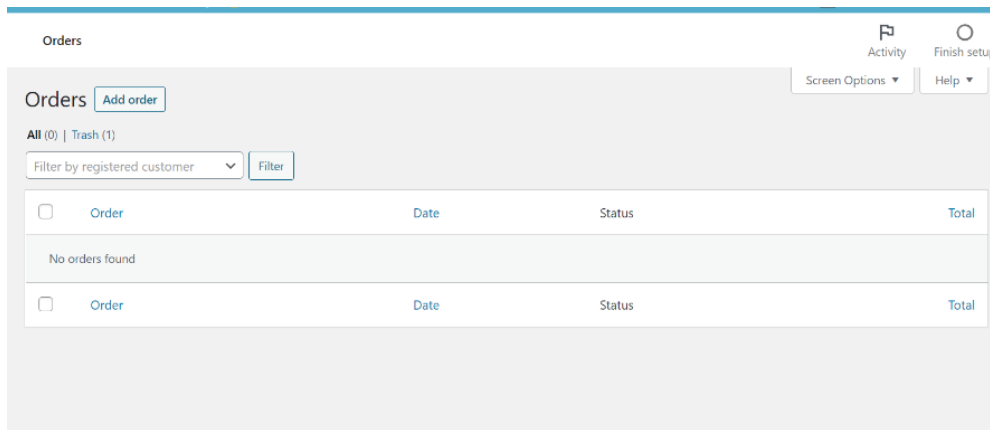 Orders
Activity
Finish setu
Screen Options ▼
Help ▼
Orders Add order
All (0) | Trash (1)
Filter by registered customer Filter
Order Date Status Total
No orders found
Order Date Status Total